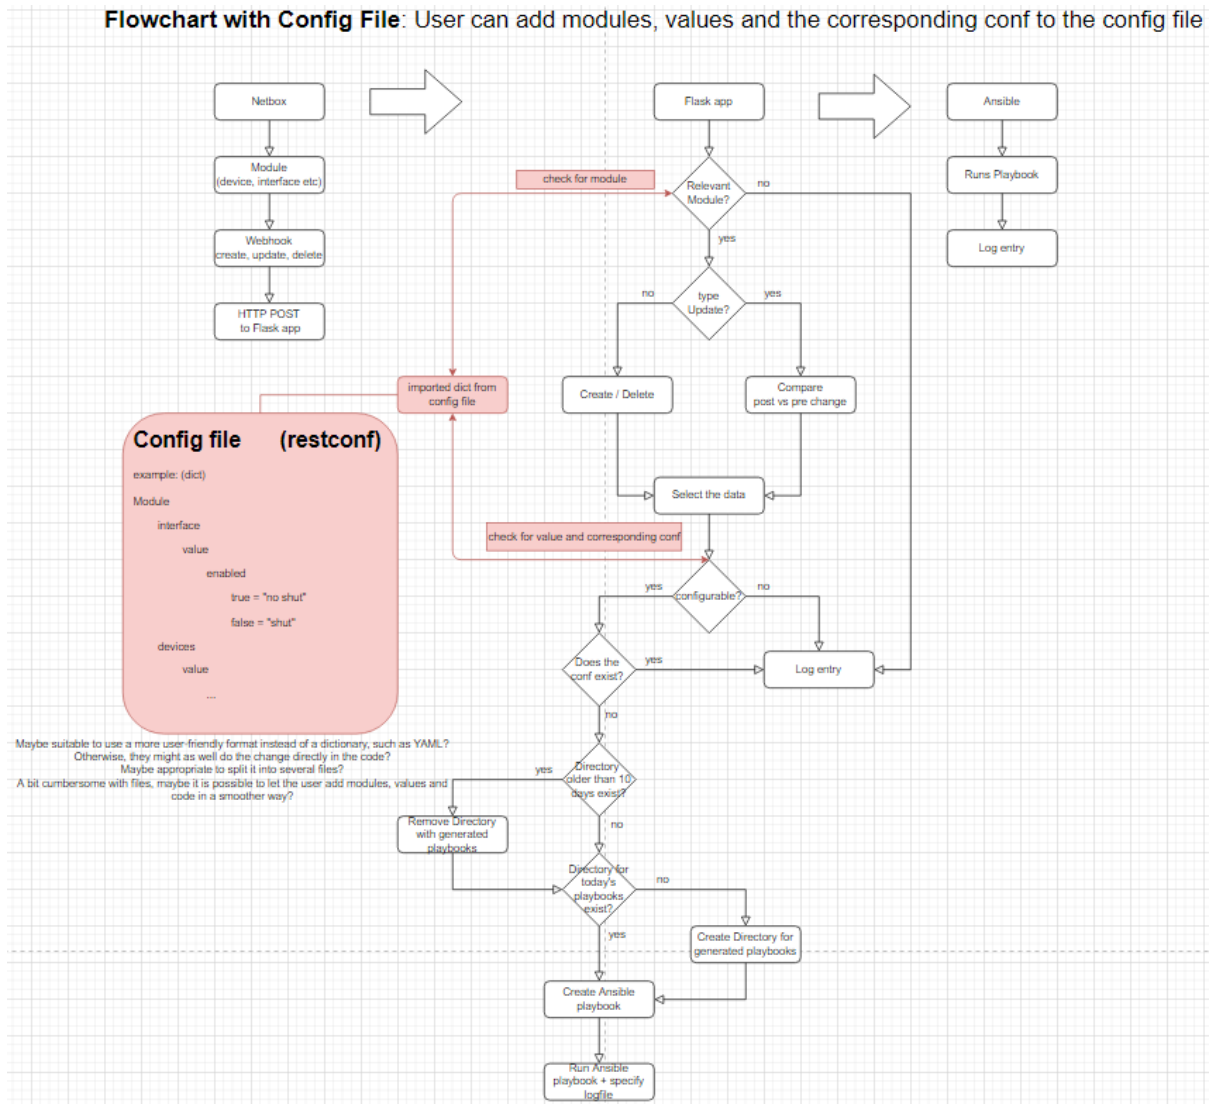 Flowchart with Config File: User can add modules, values and the corresponding conf to the config file
Netbox
Module
(device, interface etc)
Webhook
create, update, delete
HTTP POST
to Flask app
Flask app
check for module
Relevant
Module?
no
yes
type
Update?
no
yes
Create / Delete
Compare
post vs pre change
Select the data
imported dict from
config file
check for value and corresponding conf
configurable?
yes
no
Does the
conf exist?
yes
no
Log entry
Directory
older than 10
days exist?
yes
no
Remove Directory
with generated
playbooks
Directory for
today's
playbooks
exist?
no
yes
Create Directory for
generated playbooks
Create Ansible
playbook
Run Ansible
playbook + specify
logfile
Ansible
Runs Playbook
Log entry
Config file (restconf)
example: (dict)
Module
interface
value
enabled
true = "no shut"
false = "shut"
devices
value
...
Maybe suitable to use a more user-friendly format instead of a dictionary, such as YAML?
Otherwise, they might as well do the change directly in the code?
Maybe appropriate to split it into several files?
A bit cumbersome with files, maybe it is possible to let the user add modules, values and
code in a smoother way?